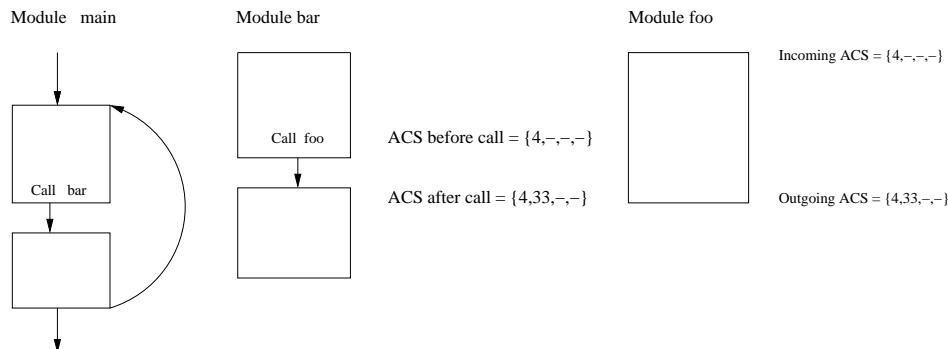 Module main
Module bar
Module foo
Incoming ACS = {4,−,−,−}
Call foo
ACS before call = {4,−,−,−}
Call bar
ACS after call = {4,33,−,−}
Outgoing ACS = {4,33,−,−}